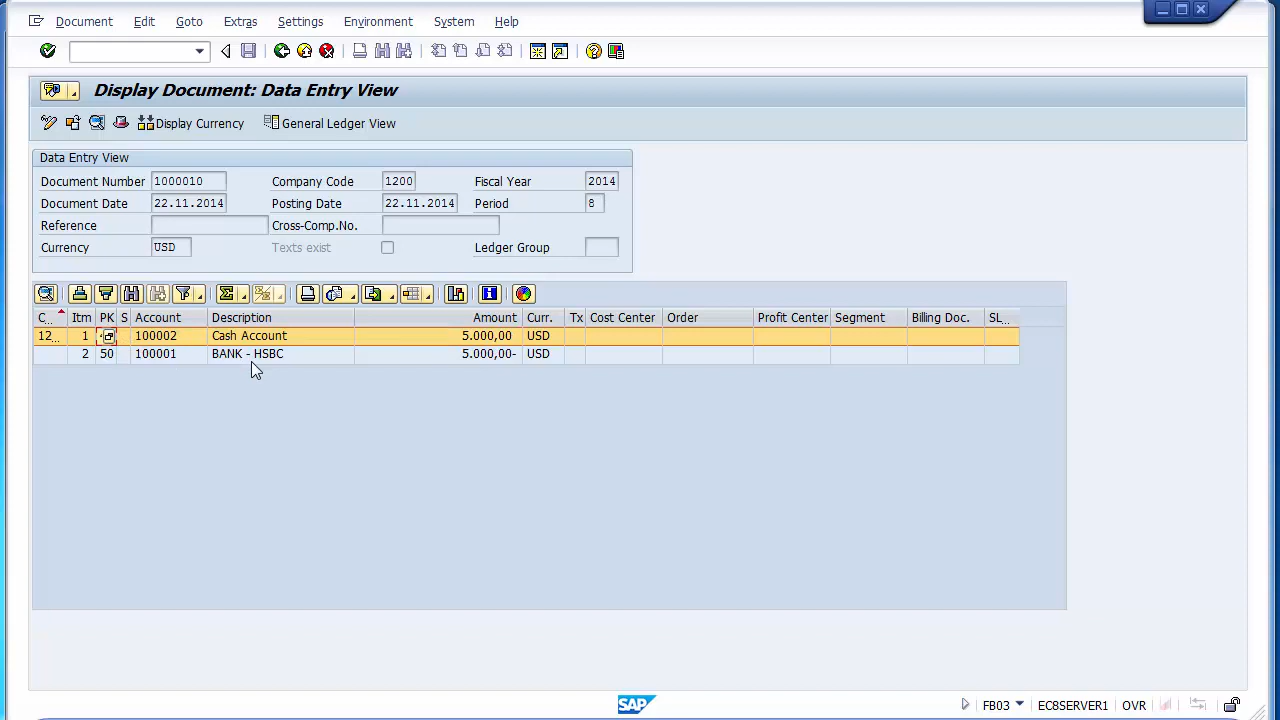 Document Edit Goto Extras Settings Environment System Help
Display Document: Data Entry View
Display Currency General Ledger View
Data Entry View
Document Number 1000010 Company Code 1200 Fiscal Year 2014
Document Date 22.11.2014 Posting Date 22.11.2014 Period 8
Reference Cross-Comp.No.
Currency USD Texts exist Ledger Group
C.. Itm PK S Account Description Amount Curr. Tx Cost Center Order Profit Center Segment Billing Doc. SL..
12.. 1 100002 Cash Account 5.000,00 USD
2 50 100001 BANK - HSBC 5.000,00- USD
SAP FB03 EC8SERVER1 OVR